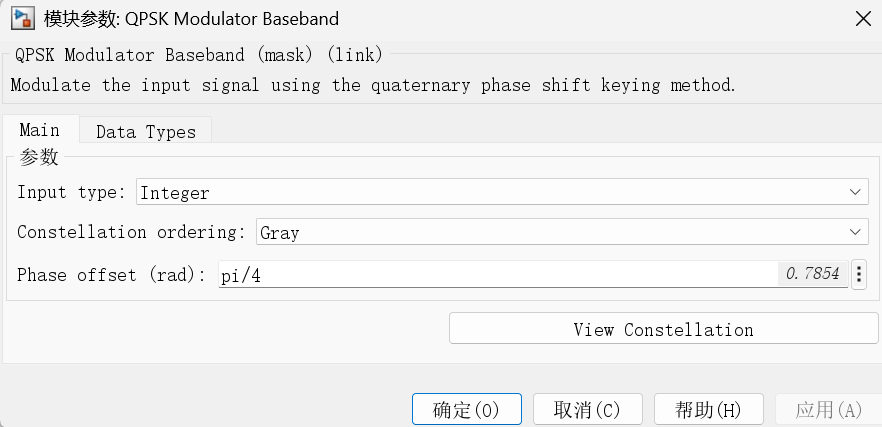 模块参数: QPSK Modulator Baseband
QPSK Modulator Baseband (mask) (link)
Modulate the input signal using the quaternary phase shift keying method.
Main Data Types
参数
Input type: Integer
Constellation ordering: Gray
Phase offset (rad): pi/4 0.7854
View Constellation
确定(O) 取消(C) 帮助(H) 应用(A)